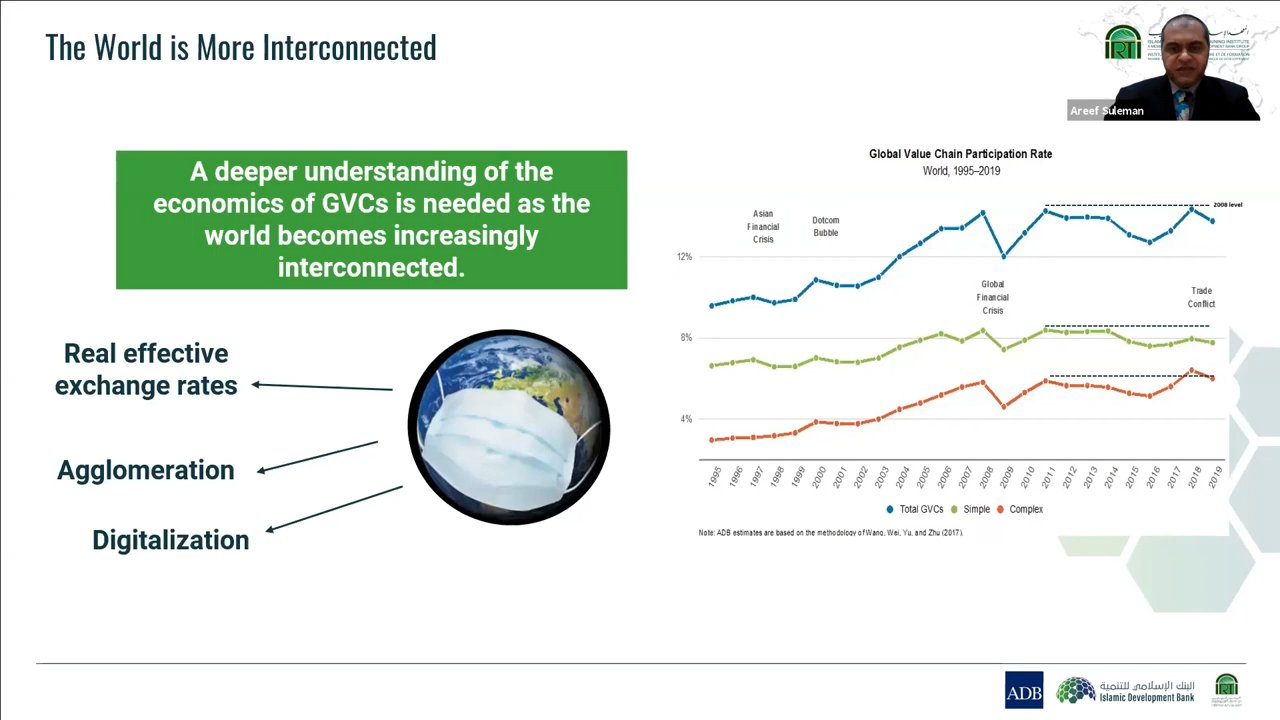 The World is More Interconnected
Areef Suleman
A deeper understanding of the
economics of GVCs is needed as the
world becomes increasingly
interconnected.
Real effective
exchange rates
Agglomeration
Digitalization
Global Value Chain Participation Rate
World, 1995–2019
2008 level
Asian
Financial
Crisis
Dotcom
Bubble
12%
Global
Financial
Crisis
Trade
Conflict
8%
4%
1995
1996
1997
1998
1999
2000
2001
2002
2003
2004
2005
2006
2007
2008
2009
2010
2011
2012
2013
2014
2015
2016
2017
2018
2019
Total GVCs
Simple
Complex
Note: ADB estimates are based on the methodology of Wang, Wei, Yu, and Zhu (2017).
ADB
البنك الإسلامي للتنمية
Islamic Development Bank